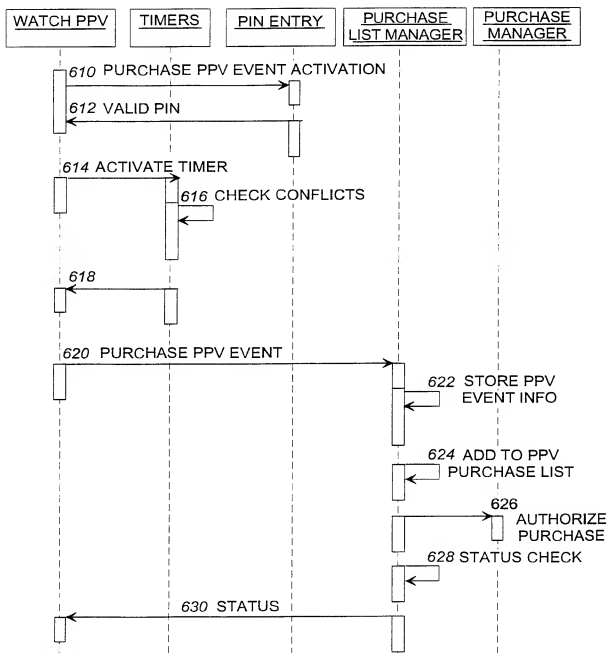 WATCH PPV
TIMERS
PIN ENTRY
PURCHASE
LIST MANAGER
PURCHASE
MANAGER
610 PURCHASE PPV EVENT ACTIVATION
612 VALID PIN
614 ACTIVATE TIMER
616 CHECK CONFLICTS
618
620 PURCHASE PPV EVENT
622 STORE PPV
EVENT INFO
624 ADD TO PPV
PURCHASE LIST
626
AUTHORIZE
PURCHASE
628 STATUS CHECK
630 STATUS